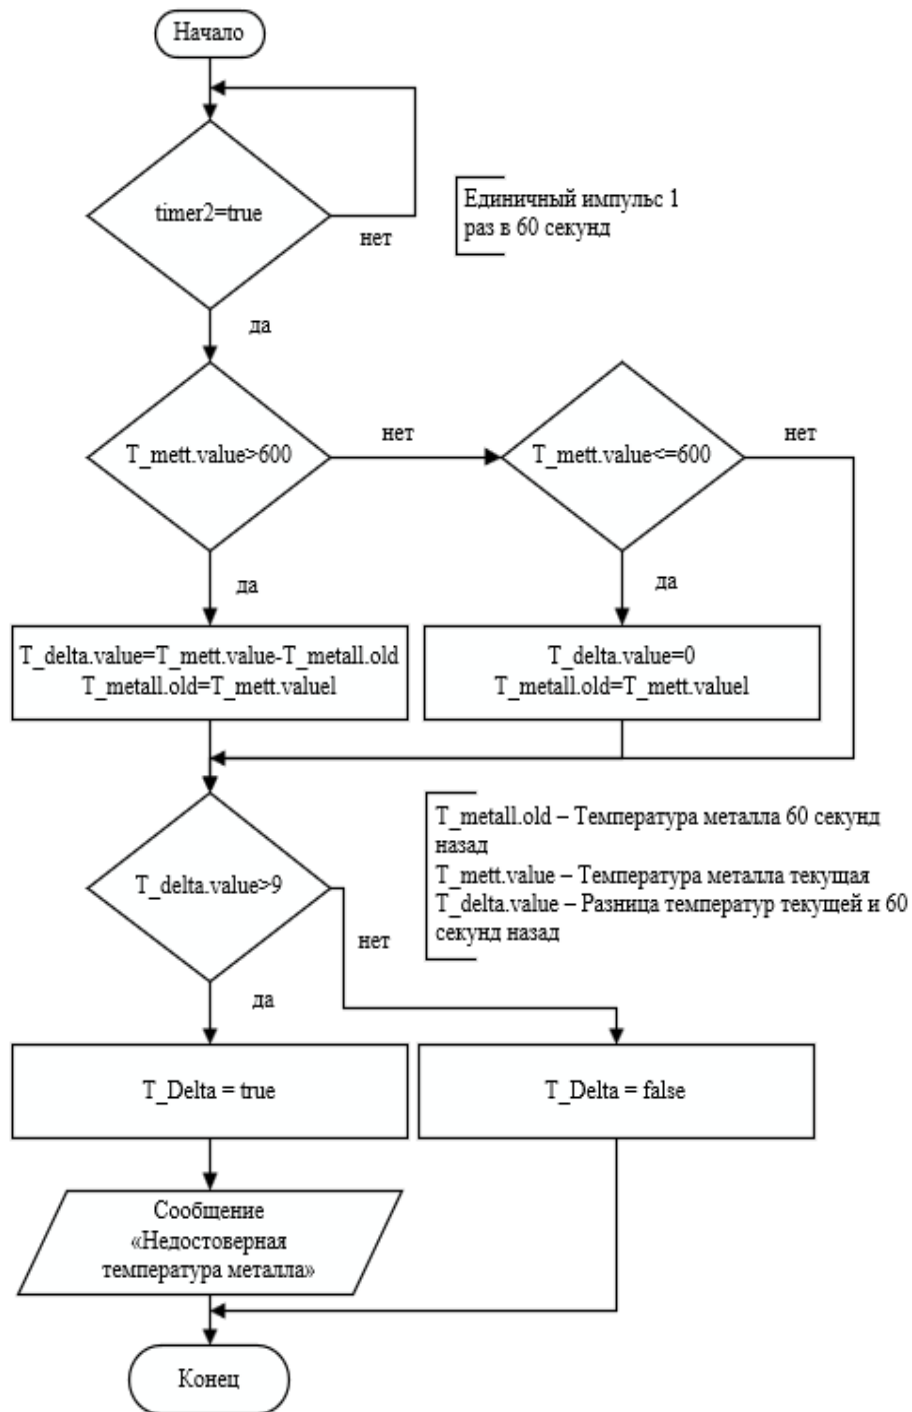 Начало
timer2=true
нет
Единичный импульс 1
раз в 60 секунд
да
T_mett.value>600
нет
T_mett.value<=600
нет
да
да
T_delta.value=T_mett.value-T_metall.old
T_metall.old=T_mett.valuel
T_delta.value=0
T_metall.old=T_mett.valuel
T_delta.value>9
нет
T_metall.old – Температура металла 60 секунд
назад
T_mett.value – Температура металла текущая
T_delta.value – Разница температур текущей и 60
секунд назад
да
T_Delta = true
T_Delta = false
Сообщение
«Недостоверная
температура металла»
Конец